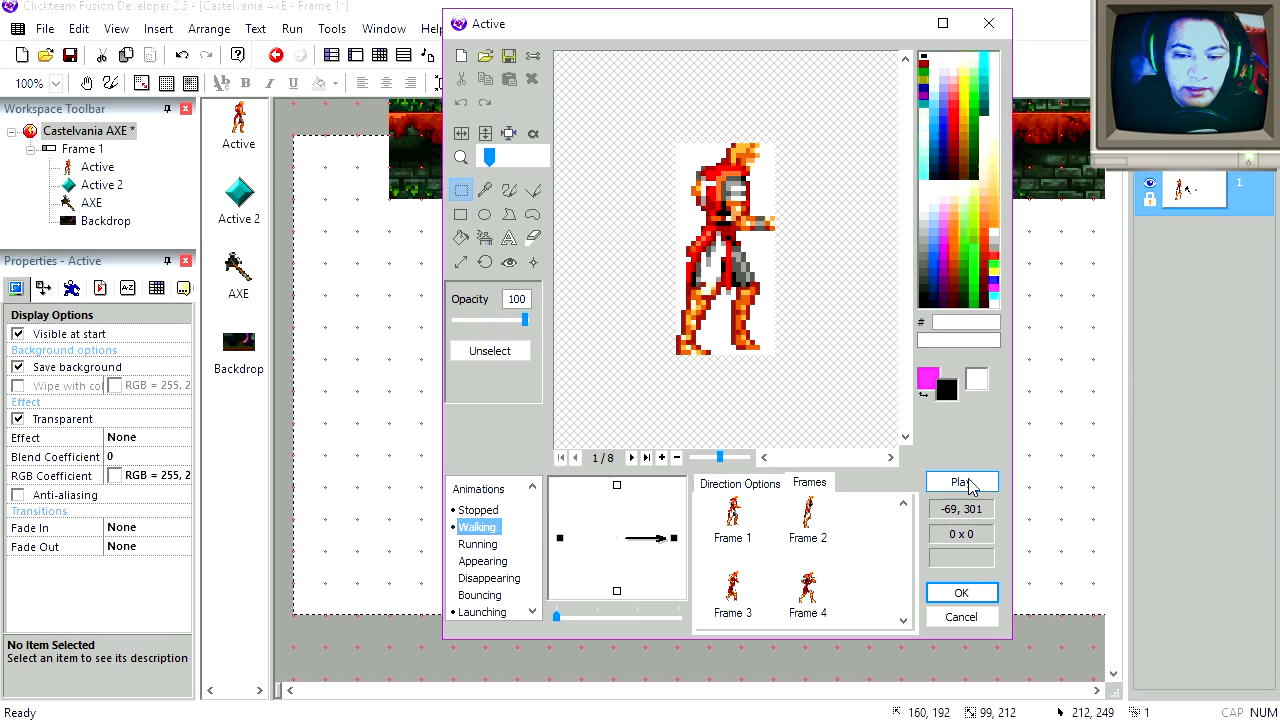 Clickteam Fusion Developer 2.5 - [Castelvania AXE - Frame 1*]
File Edit View Insert Arrange Text Run Tools Window
100%
Workspace Toolbar
Castelvania AXE *
Frame 1
Active
Active 2
AXE
Backdrop
Properties - Active
Display Options
Visible at start
Background options
Save background
Wipe with col RGB = 255, 2
Effect
Transparent
Effect None
Blend Coefficient 0
RGB Coefficient RGB = 255, 2
Anti-aliasing
Transitions
Fade In None
Fade Out None
No Item Selected
Select an item to see its description
Ready
Active
Active 2
AXE
Backdrop
Active
Opacity 100
Unselect
1 / 8
#
Animations
Stopped
Walking
Running
Appearing
Disappearing
Bouncing
Launching
Direction Options Frames
Frame 1 Frame 2
Frame 3 Frame 4
Play
-69, 301
0 x 0
OK
Cancel
1
160, 192 99, 212 212, 249 1 CAP NUM